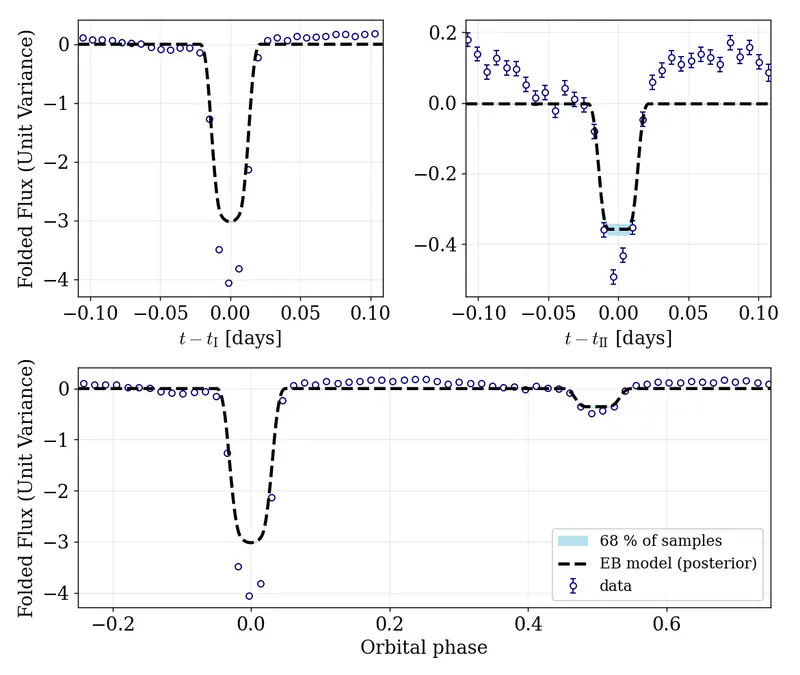 Folded Flux (Unit Variance)
0
−1
−2
−3
−4
−0.10 −0.05 0.00 0.05 0.10
t − t_I [days]
0.2
0.0
−0.2
−0.4
−0.10 −0.05 0.00 0.05 0.10
t − t_II [days]
Folded Flux (Unit Variance)
0
−1
−2
−3
−4
68 % of samples
EB model (posterior)
data
−0.2 0.0 0.2 0.4 0.6
Orbital phase